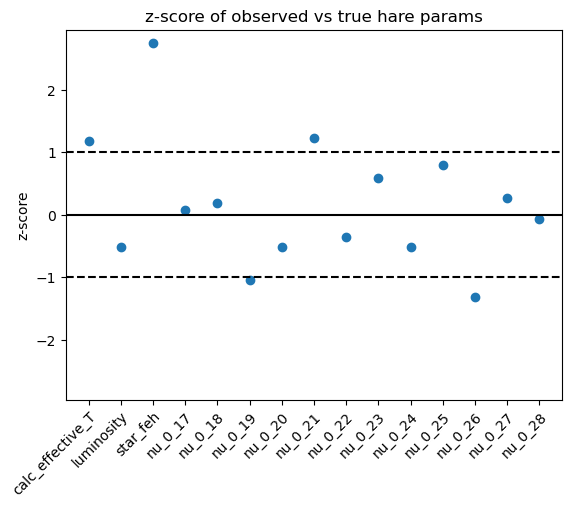 z-score of observed vs true hare params
z-score
2
1
0
−1
−2
calc_effective_T
luminosity
star_feh
nu_0_17
nu_0_18
nu_0_19
nu_0_20
nu_0_21
nu_0_22
nu_0_23
nu_0_24
nu_0_25
nu_0_26
nu_0_27
nu_0_28